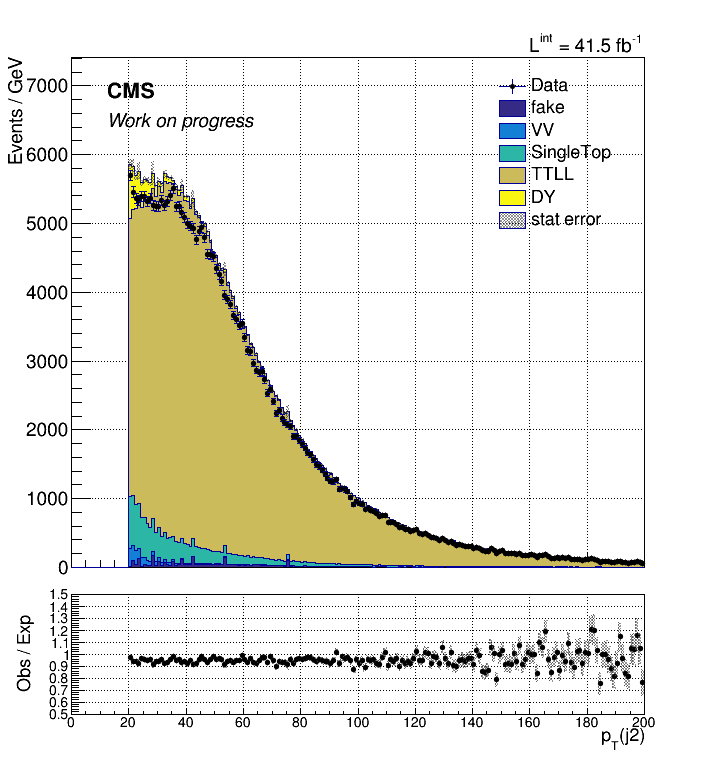 L^int = 41.5 fb^-1
Events / GeV
7000
6000
5000
4000
3000
2000
1000
0
CMS
Work on progress
Data
fake
VV
SingleTop
TTLL
DY
stat error
Obs / Exp
1.5
1.4
1.3
1.2
1.1
1
0.9
0.8
0.7
0.6
0.5
0 20 40 60 80 100 120 140 160 180 200
p_T(j2)